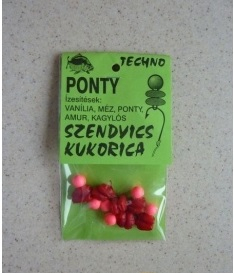 TECHNO
PONTY
Ízesítések:
VANÍLIA, MÉZ, PONTY,
AMUR, KAGYLÓS
SZENDVICS
KUKORICA